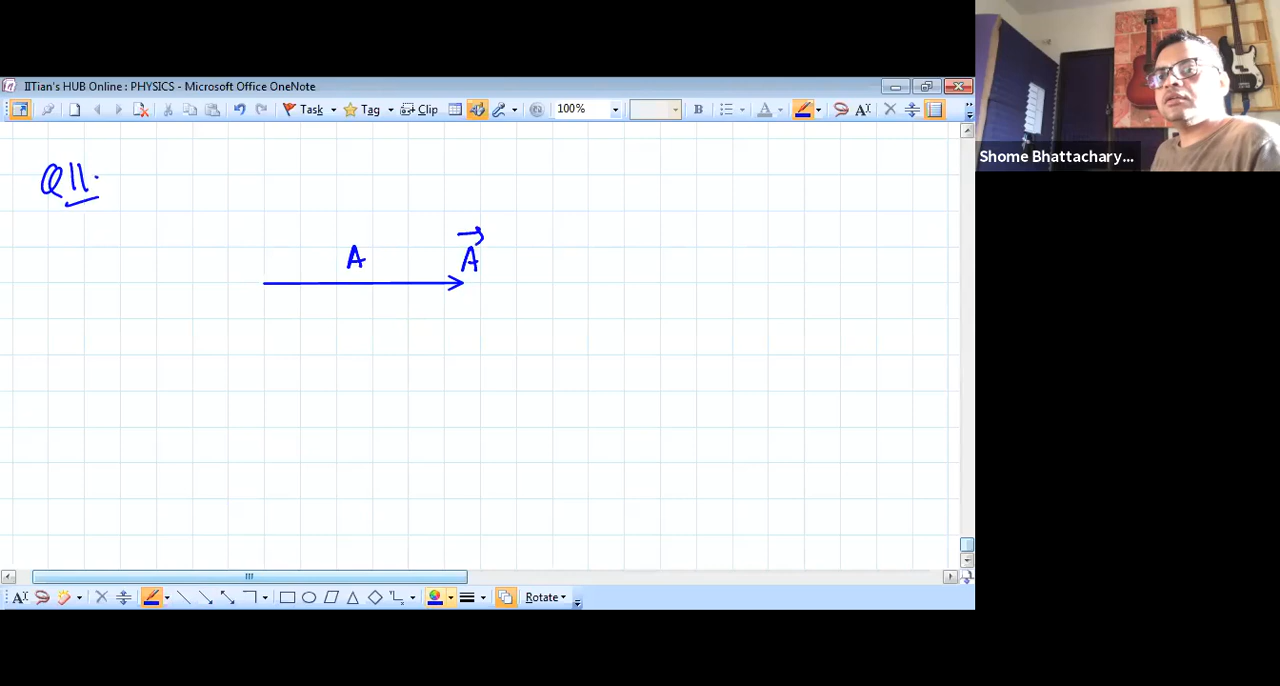 IITian's HUB Online : PHYSICS - Microsoft Office OneNote
Task Tag Clip 100% B A
Shome Bhattachary...
Q11.
A A
Rotate